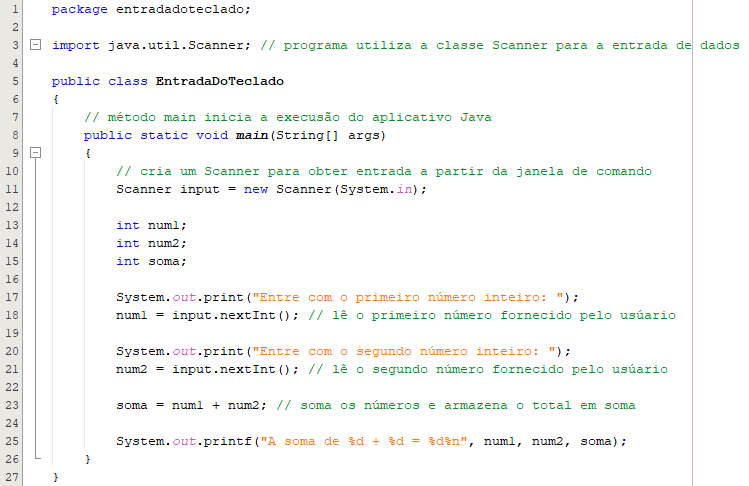 1 package entradadoteclado;
2
3 import java.util.Scanner; // programa utiliza a classe Scanner para a entrada de dados
4
5 public class EntradaDoTeclado
6 {
7 // método main inicia a execusão do aplicativo Java
8 public static void main(String[] args)
9 {
10 // cria um Scanner para obter entrada a partir da janela de comando
11 Scanner input = new Scanner(System.in);
12
13 int num1;
14 int num2;
15 int soma;
16
17 System.out.print("Entre com o primeiro número inteiro: ");
18 num1 = input.nextInt(); // lê o primeiro número fornecido pelo usúario
19
20 System.out.print("Entre com o segundo número inteiro: ");
21 num2 = input.nextInt(); // lê o segundo número fornecido pelo usúario
22
23 soma = num1 + num2; // soma os números e armazena o total em soma
24
25 System.out.printf("A soma de %d + %d = %d%n", num1, num2, soma);
26 }
27 }